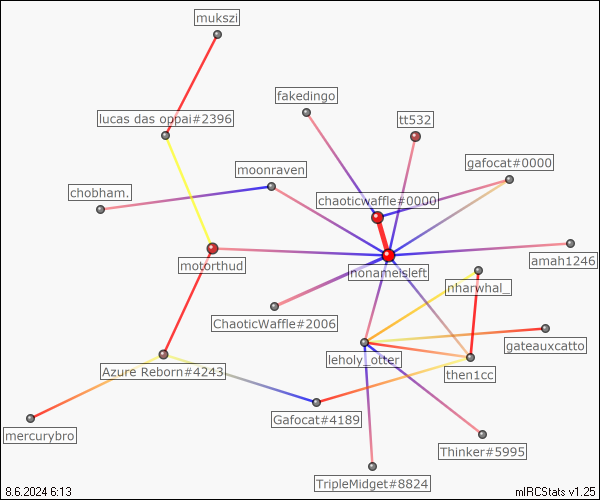 mukszi
fakedingo
lucas das oppai#2396
tt532
gafocat#0000
moonraven
chobham.
chaoticwaffle#0000
amah1246
motorthud
nonameisleft
nharwhal_
ChaoticWaffle#2006
gateauxcatto
leholy_otter
Azure Reborn#4243
then1cc
Gafocat#4189
mercurybro
Thinker#5995
TripleMidget#8824
8.6.2024 6:13
mIRCStats v1.25